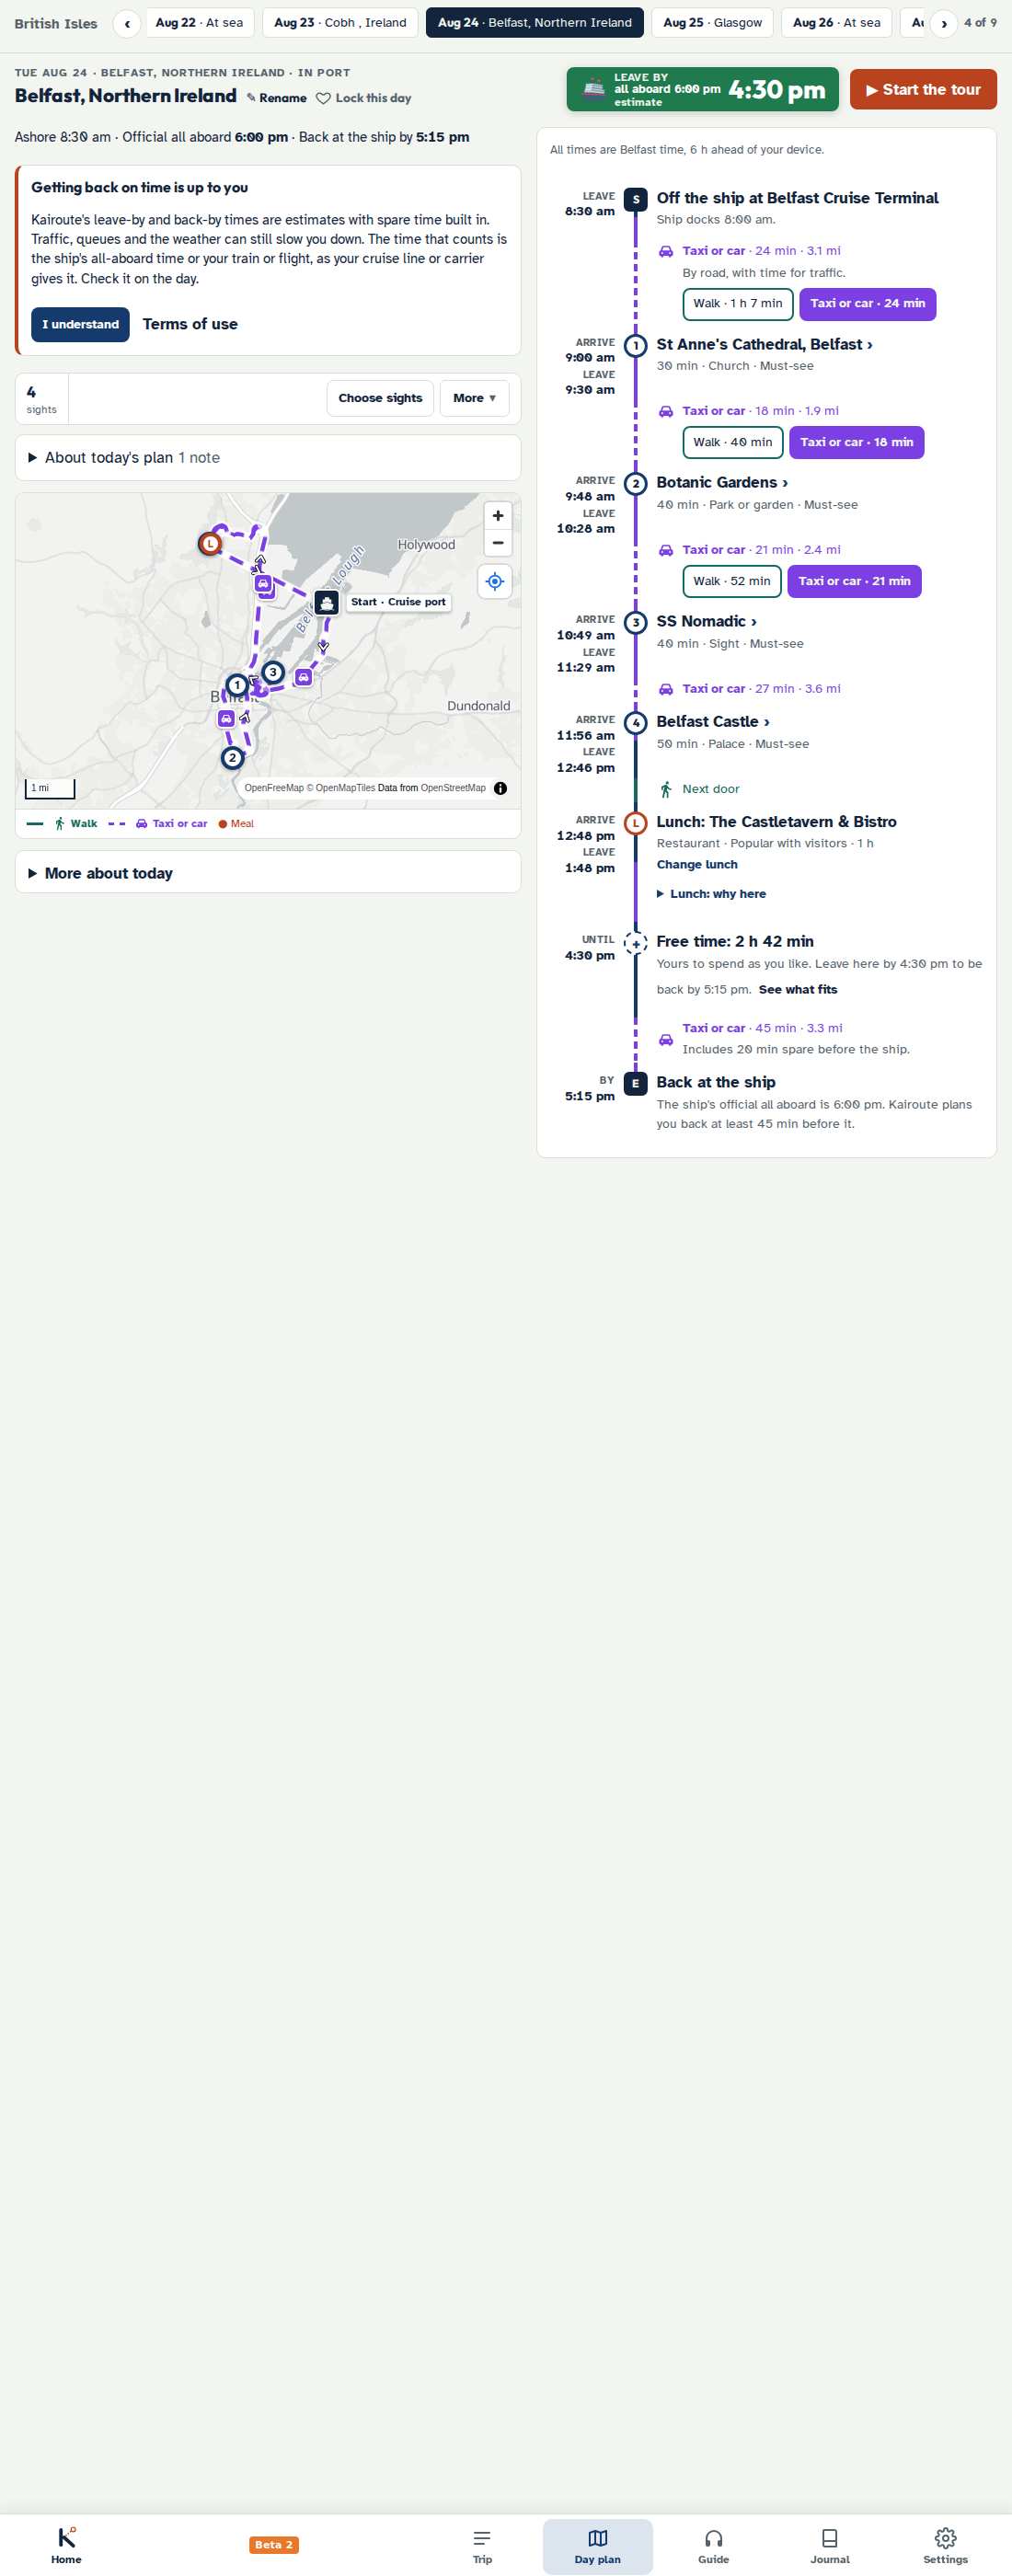 British Isles
‹
Aug 22 · At sea
Aug 23 · Cobh , Ireland
Aug 24 · Belfast, Northern Ireland
Aug 25 · Glasgow
Aug 26 · At sea
›
4 of 9
TUE AUG 24 · BELFAST, NORTHERN IRELAND · IN PORT
Belfast, Northern Ireland
✎ Rename
Lock this day
LEAVE BY
all aboard 6:00 pm
estimate
4:30 pm
▶ Start the tour
Ashore 8:30 am · Official all aboard 6:00 pm · Back at the ship by 5:15 pm
Getting back on time is up to you
Kairoute's leave-by and back-by times are estimates with spare time built in.
Traffic, queues and the weather can still slow you down. The time that counts is
the ship's all-aboard time or your train or flight, as your cruise line or carrier
gives it. Check it on the day.
I understand
Terms of use
4
sights
Choose sights
More ▼
▶ About today's plan 1 note
Holywood
Lough
Start · Cruise port
Dundonald
L
1
3
2
+
−
1 mi
OpenFreeMap © OpenMapTiles Data from OpenStreetMap
Walk
Taxi or car
Meal
▶ More about today
All times are Belfast time, 6 h ahead of your device.
LEAVE
8:30 am
S
Off the ship at Belfast Cruise Terminal
Ship docks 8:00 am.
Taxi or car · 24 min · 3.1 mi
By road, with time for traffic.
Walk · 1 h 7 min
Taxi or car · 24 min
ARRIVE
9:00 am
LEAVE
9:30 am
1
St Anne's Cathedral, Belfast ›
30 min · Church · Must-see
Taxi or car · 18 min · 1.9 mi
Walk · 40 min
Taxi or car · 18 min
ARRIVE
9:48 am
LEAVE
10:28 am
2
Botanic Gardens ›
40 min · Park or garden · Must-see
Taxi or car · 21 min · 2.4 mi
Walk · 52 min
Taxi or car · 21 min
ARRIVE
10:49 am
LEAVE
11:29 am
3
SS Nomadic ›
40 min · Sight · Must-see
Taxi or car · 27 min · 3.6 mi
ARRIVE
11:56 am
LEAVE
12:46 pm
4
Belfast Castle ›
50 min · Palace · Must-see
Next door
ARRIVE
12:48 pm
LEAVE
1:48 pm
L
Lunch: The Castletavern & Bistro
Restaurant · Popular with visitors · 1 h
Change lunch
▶ Lunch: why here
UNTIL
4:30 pm
+
Free time: 2 h 42 min
Yours to spend as you like. Leave here by 4:30 pm to be
back by 5:15 pm. See what fits
Taxi or car · 45 min · 3.3 mi
Includes 20 min spare before the ship.
BY
5:15 pm
E
Back at the ship
The ship's official all aboard is 6:00 pm. Kairoute plans
you back at least 45 min before it.
Home
Beta 2
Trip
Day plan
Guide
Journal
Settings